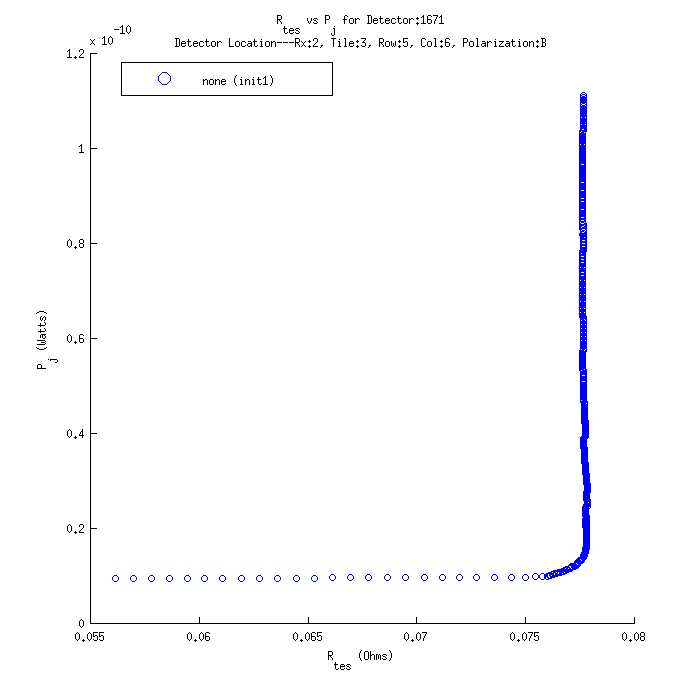 R_tes vs P_j for Detector:1671
Detector Location---Rx:2, Tile:3, Row:5, Col:6, Polarization:B
x 10^-10
none (init1)
1.2
1
0.8
0.6
0.4
0.2
0
P_j (Watts)
0.055 0.06 0.065 0.07 0.075 0.08
R_tes (Ohms)